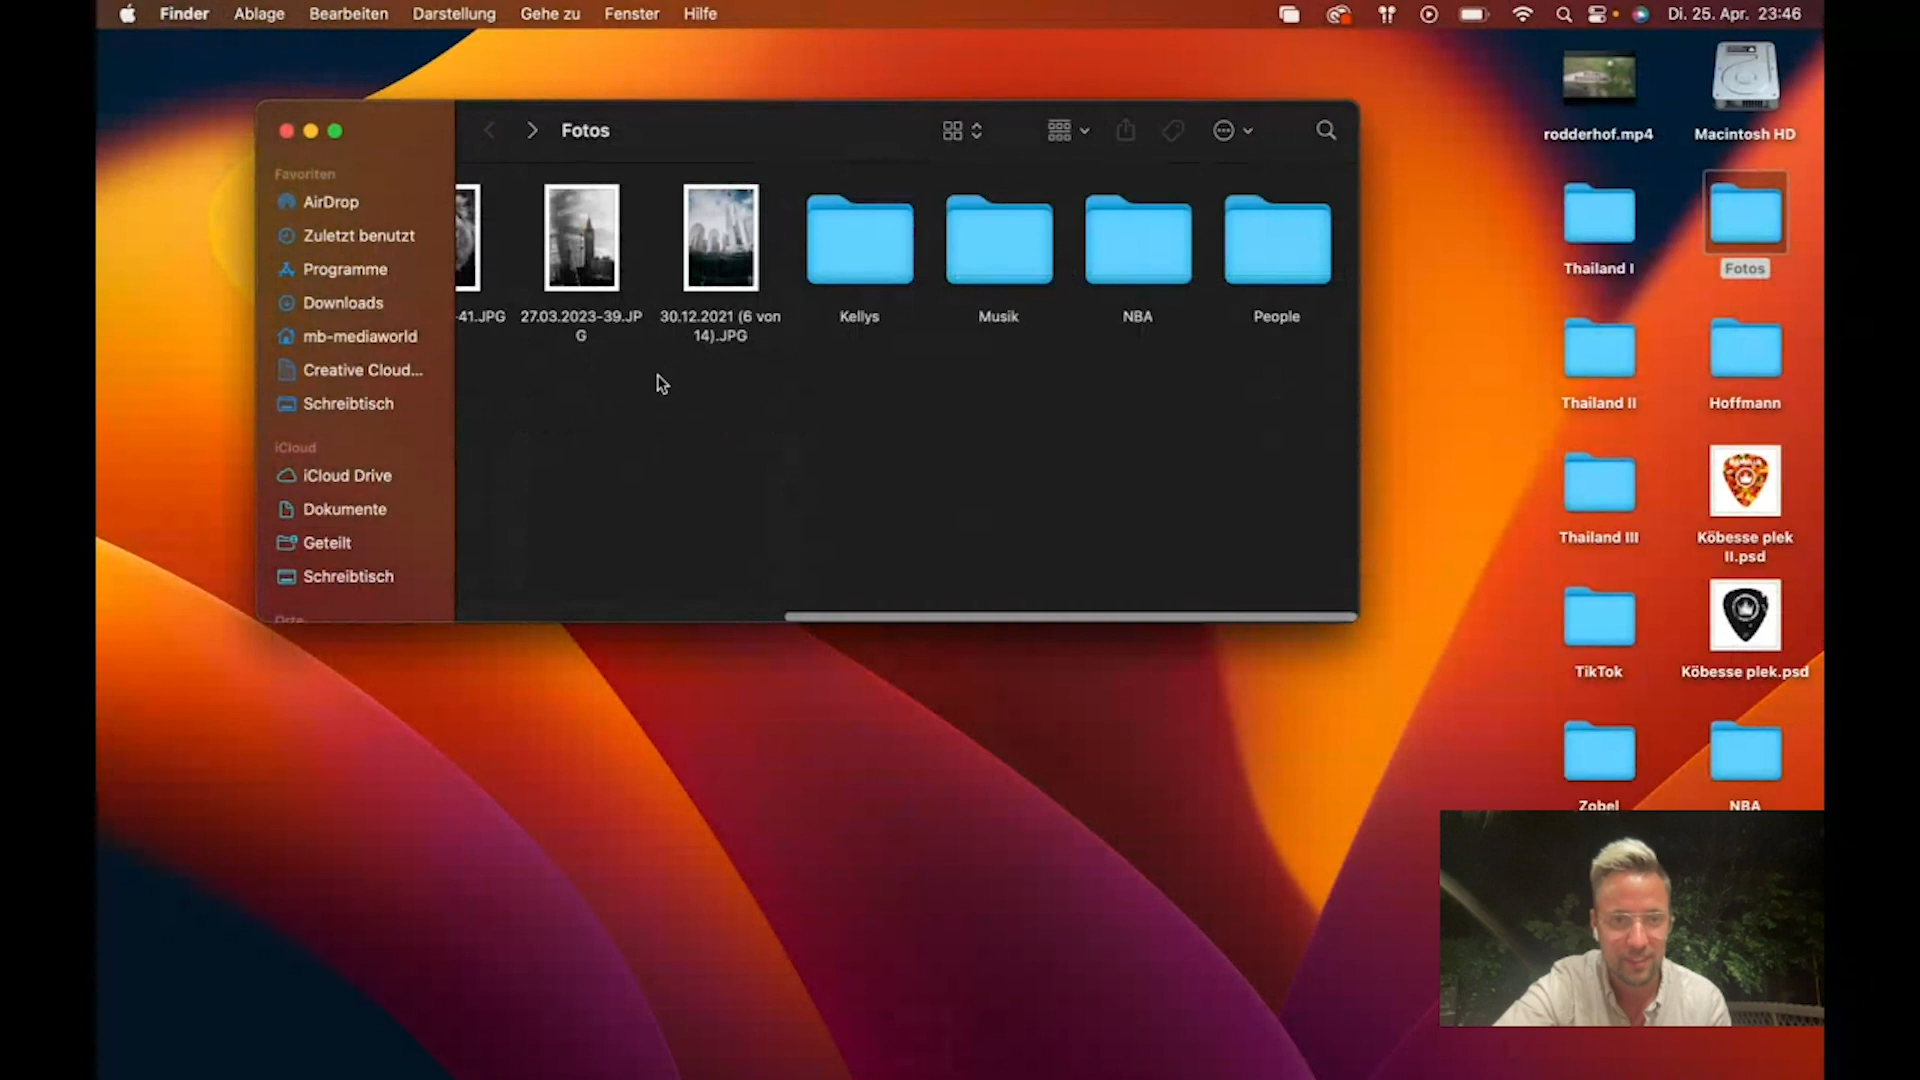 Finder Ablage Bearbeiten Darstellung Gehe zu Fenster Hilfe
Di. 25. Apr. 23:46
Fotos
Favoriten
AirDrop
Zuletzt benutzt
Programme
Downloads
mb-mediaworld
Creative Cloud...
Schreibtisch
iCloud
iCloud Drive
Dokumente
Geteilt
Schreibtisch
Orte
-41.JPG
27.03.2023-39.JP
G
30.12.2021 (6 von
14).JPG
Kellys
Musik
NBA
People
rodderhof.mp4
Macintosh HD
Thailand I
Fotos
Thailand II
Hoffmann
Thailand III
Köbesse plek
II.psd
TikTok
Köbesse plek.psd
Zobel
NBA